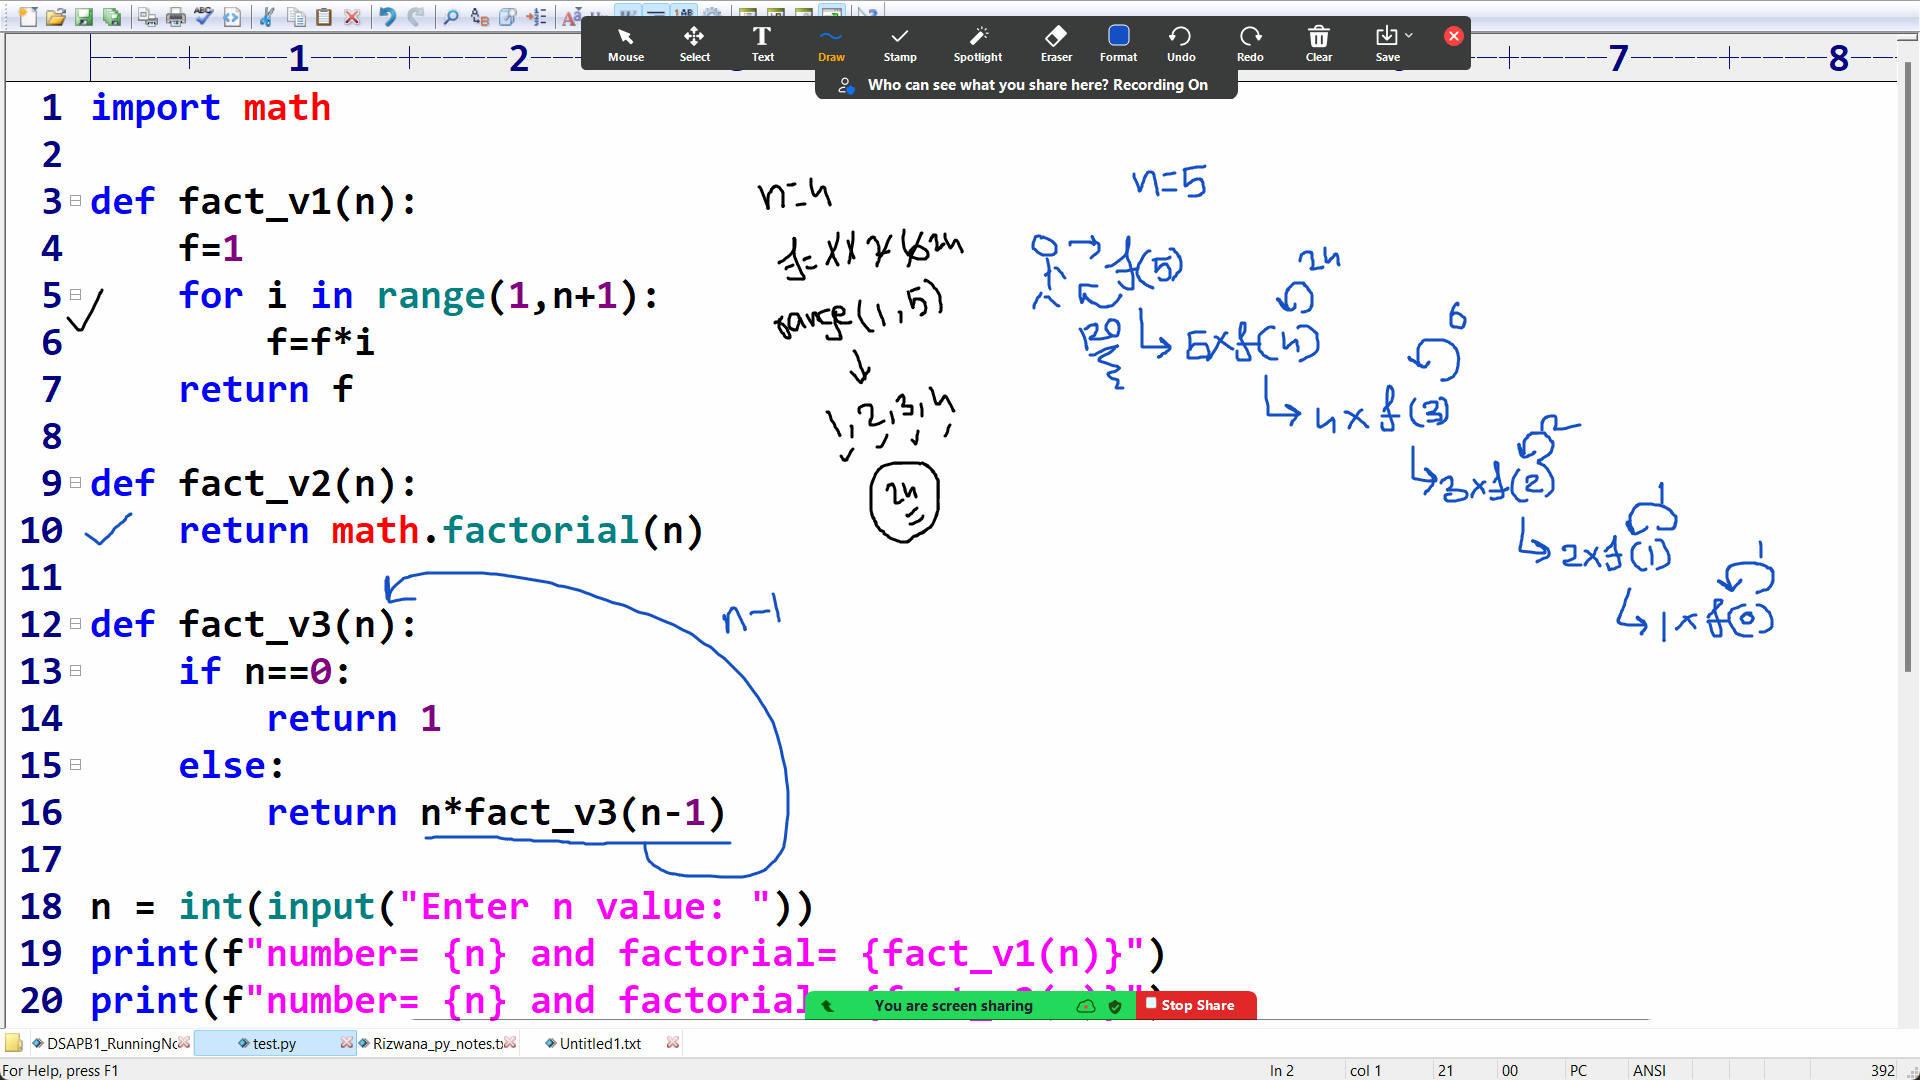 Mouse Select Text Draw Stamp Spotlight Eraser Format Undo Redo Clear Save
Who can see what you share here? Recording On
1 2 7 8
1 import math
2
3 def fact_v1(n):
4 f=1
5 for i in range(1,n+1):
6 f=f*i
7 return f
8
9 def fact_v2(n):
10 return math.factorial(n)
11
12 def fact_v3(n):
13 if n==0:
14 return 1
15 else:
16 return n*fact_v3(n-1)
17
18 n = int(input("Enter n value: "))
19 print(f"number= {n} and factorial= {fact_v1(n)}")
20 print(f"number= {n} and factorial
n=4
f= 24
range(1,5)
1,2,3,4
24
n-1
n=5
f(5)
120
24
5xf(4)
6
4xf(3)
2
3xf(2)
1
2xf(1)
1
1xf(0)
You are screen sharing Stop Share
DSAPB1_RunningNo test.py Rizwana_py_notes.t Untitled1.txt
For Help, press F1 ln 2 col 1 21 00 PC ANSI 392